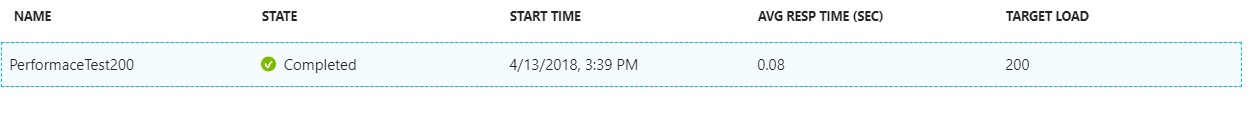 NAME STATE START TIME AVG RESP TIME (SEC) TARGET LOAD
PerformaceTest200 Completed 4/13/2018, 3:39 PM 0.08 200